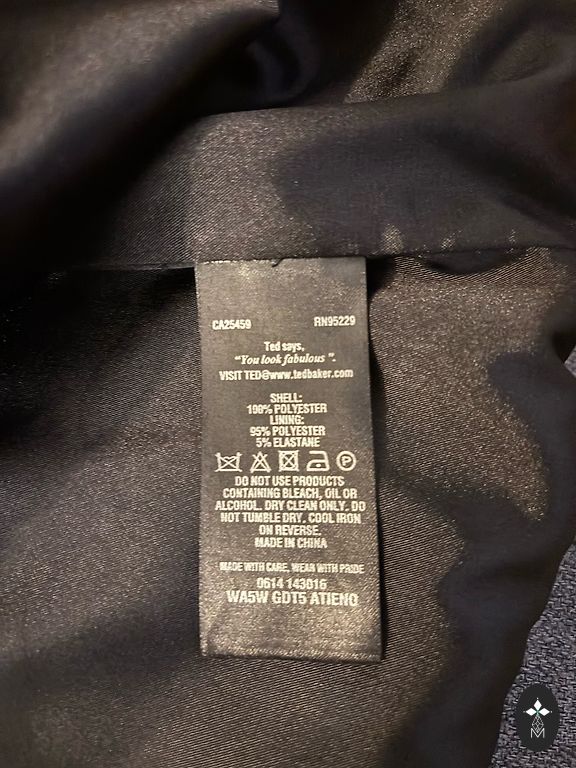 CA25459 RN95229
Ted says,
"You look fabulous ".
VISIT TED@www.tedbaker.com
SHELL:
100% POLYESTER
LINING:
95% POLYESTER
5% ELASTANE
P
DO NOT USE PRODUCTS
CONTAINING BLEACH, OIL OR
ALCOHOL. DRY CLEAN ONLY. DO
NOT TUMBLE DRY. COOL IRON
ON REVERSE.
MADE IN CHINA
MADE WITH CARE, WEAR WITH PRIDE
0614 143016
WA5W GDT5 ATIENO
M